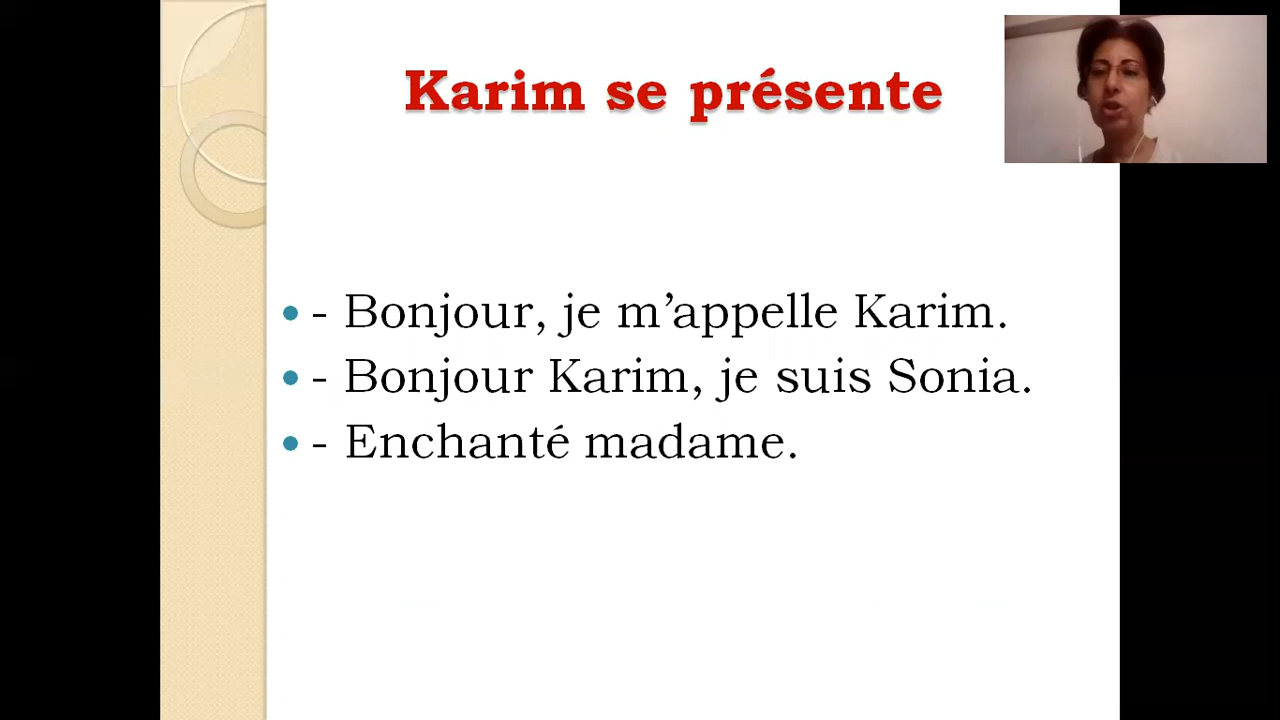 Karim se présente
- Bonjour, je m’appelle Karim.
- Bonjour Karim, je suis Sonia.
- Enchanté madame.